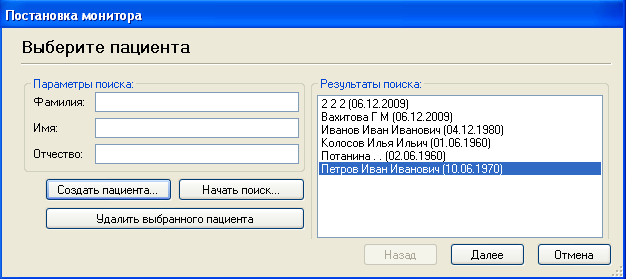 Постановка монитора
Выберите пациента
Параметры поиска:
Фамилия:
Имя:
Отчество:
Создать пациента...
Начать поиск...
Удалить выбранного пациента
Результаты поиска:
2 2 2 (06.12.2009)
Вахитова Г М (06.12.2009)
Иванов Иван Иванович (04.12.1980)
Колосов Илья Ильич (01.06.1960)
Потанина . . (02.06.1960)
Петров Иван Иванович (10.06.1970)
Назад
Далее
Отмена